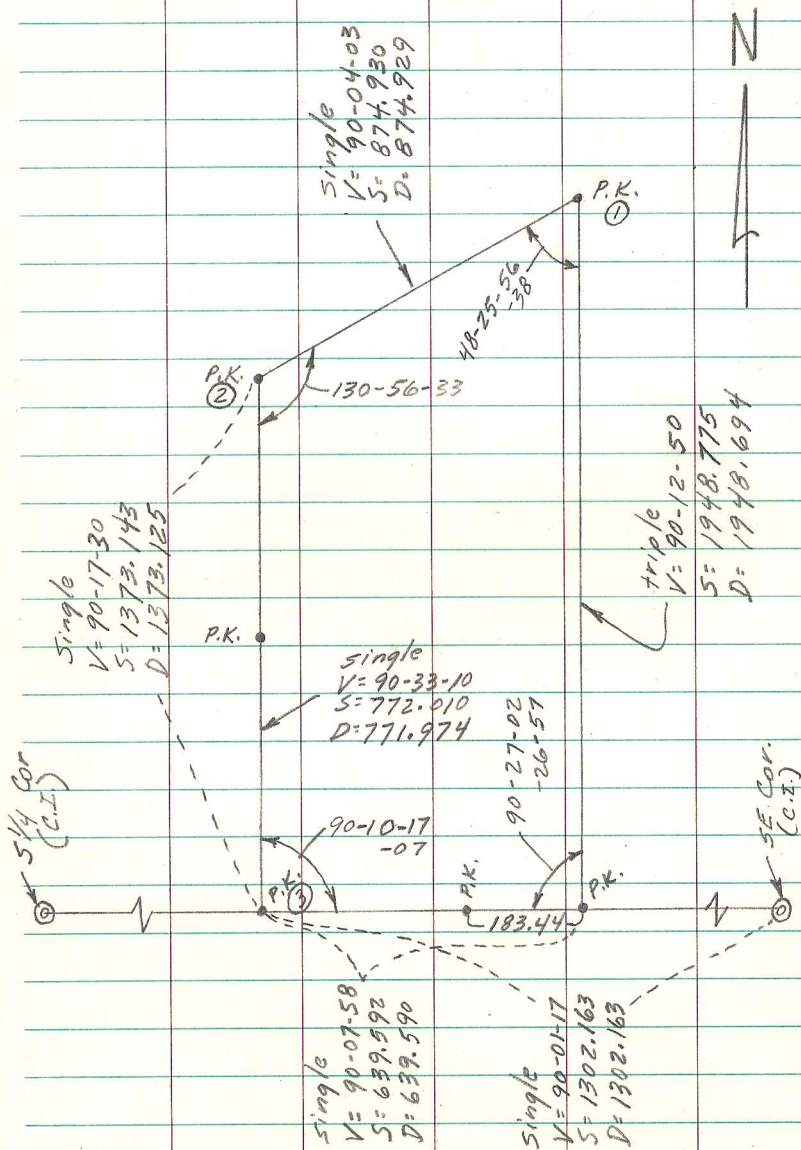 N
single
V= 90-04-03
S= 874.930
D= 874.929
P.K.
①
48-25-56
-38
P.K.
②
130-56-33
Single
V= 90-17-30
S= 1373.143
D= 1373.125
P.K.
single
V= 90-33-10
S= 772.010
D= 771.974
triple
V= 90-12-50
S= 1948.775
D= 1948.694
90-27-02
-26-57
S 1/4 Cor
(C.I.)
90-10-17
-07
P.K.
③
P.K.
183.44
P.K.
SE Cor.
(C.I.)
single
V= 90-07-58
S= 639.592
D= 639.590
single
V= 90-01-17
S= 1302.163
D= 1302.163